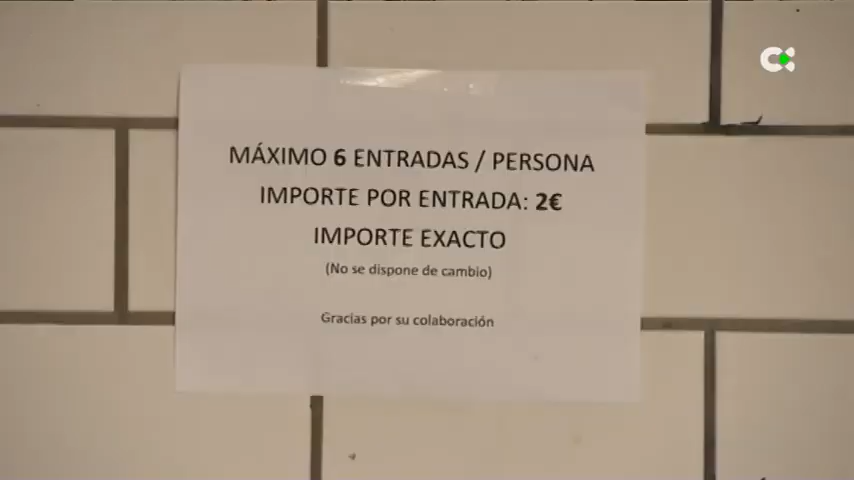 MÁXIMO 6 ENTRADAS / PERSONA
IMPORTE POR ENTRADA: 2€
IMPORTE EXACTO
(No se dispone de cambio)
Gracias por su colaboración